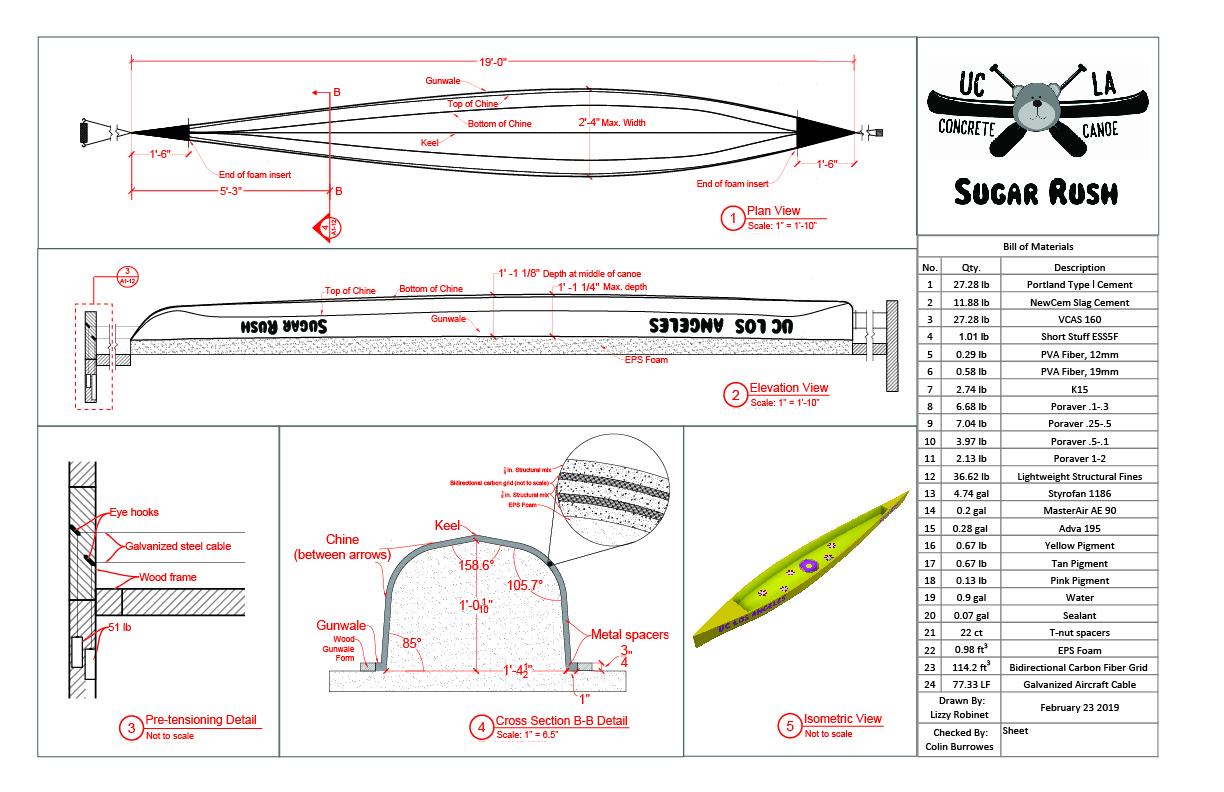 19'-0"
Gunwale
B
Top of Chine
Bottom of Chine
2'-4" Max. Width
Keel
1'-6"
End of foam insert
5'-3"
B
4
A1-12
1'-6"
End of foam insert
1
Plan View
Scale: 1" = 1'-10"
UC LA
CONCRETE CANOE
SUGAR RUSH
3
A1-12
1' -1 1/8" Depth at middle of canoe
1' -1 1/4" Max. depth
Top of Chine
Bottom of Chine
Gunwale
SUGAR RUSH
UC LOS ANGELES
EPS Foam
2
Elevation View
Scale: 1" = 1'-10"
Eye hooks
Galvanized steel cable
Wood frame
51 lb
3
Pre-tensioning Detail
Not to scale
in. Structural mix
Bidirectional carbon grid (not to scale)
in. Structural mix
EPS Foam
Keel
Chine
(between arrows)
158.6°
105.7°
1'-0 1/10"
Gunwale
Wood
Gunwale
Form
85°
Metal spacers
3/4"
1'-4 1/2"
1"
4
Cross Section B-B Detail
Scale: 1" = 6.5"
UC LOS ANGELES
5
Isometric View
Not to scale
Bill of Materials
No. Qty. Description
1 27.28 lb Portland Type I Cement
2 11.88 lb NewCem Slag Cement
3 27.28 lb VCAS 160
4 1.01 lb Short Stuff ESS5F
5 0.29 lb PVA Fiber, 12mm
6 0.58 lb PVA Fiber, 19mm
7 2.74 lb K15
8 6.68 lb Poraver .1-.3
9 7.04 lb Poraver .25-.5
10 3.97 lb Poraver .5-.1
11 2.13 lb Poraver 1-2
12 36.62 lb Lightweight Structural Fines
13 4.74 gal Styrofan 1186
14 0.2 gal MasterAir AE 90
15 0.28 gal Adva 195
16 0.67 lb Yellow Pigment
17 0.67 lb Tan Pigment
18 0.13 lb Pink Pigment
19 0.9 gal Water
20 0.07 gal Sealant
21 22 ct T-nut spacers
22 0.98 ft³ EPS Foam
23 114.2 ft³ Bidirectional Carbon Fiber Grid
24 77.33 LF Galvanized Aircraft Cable
Drawn By:
Lizzy Robinet
February 23 2019
Checked By:
Colin Burrowes
Sheet